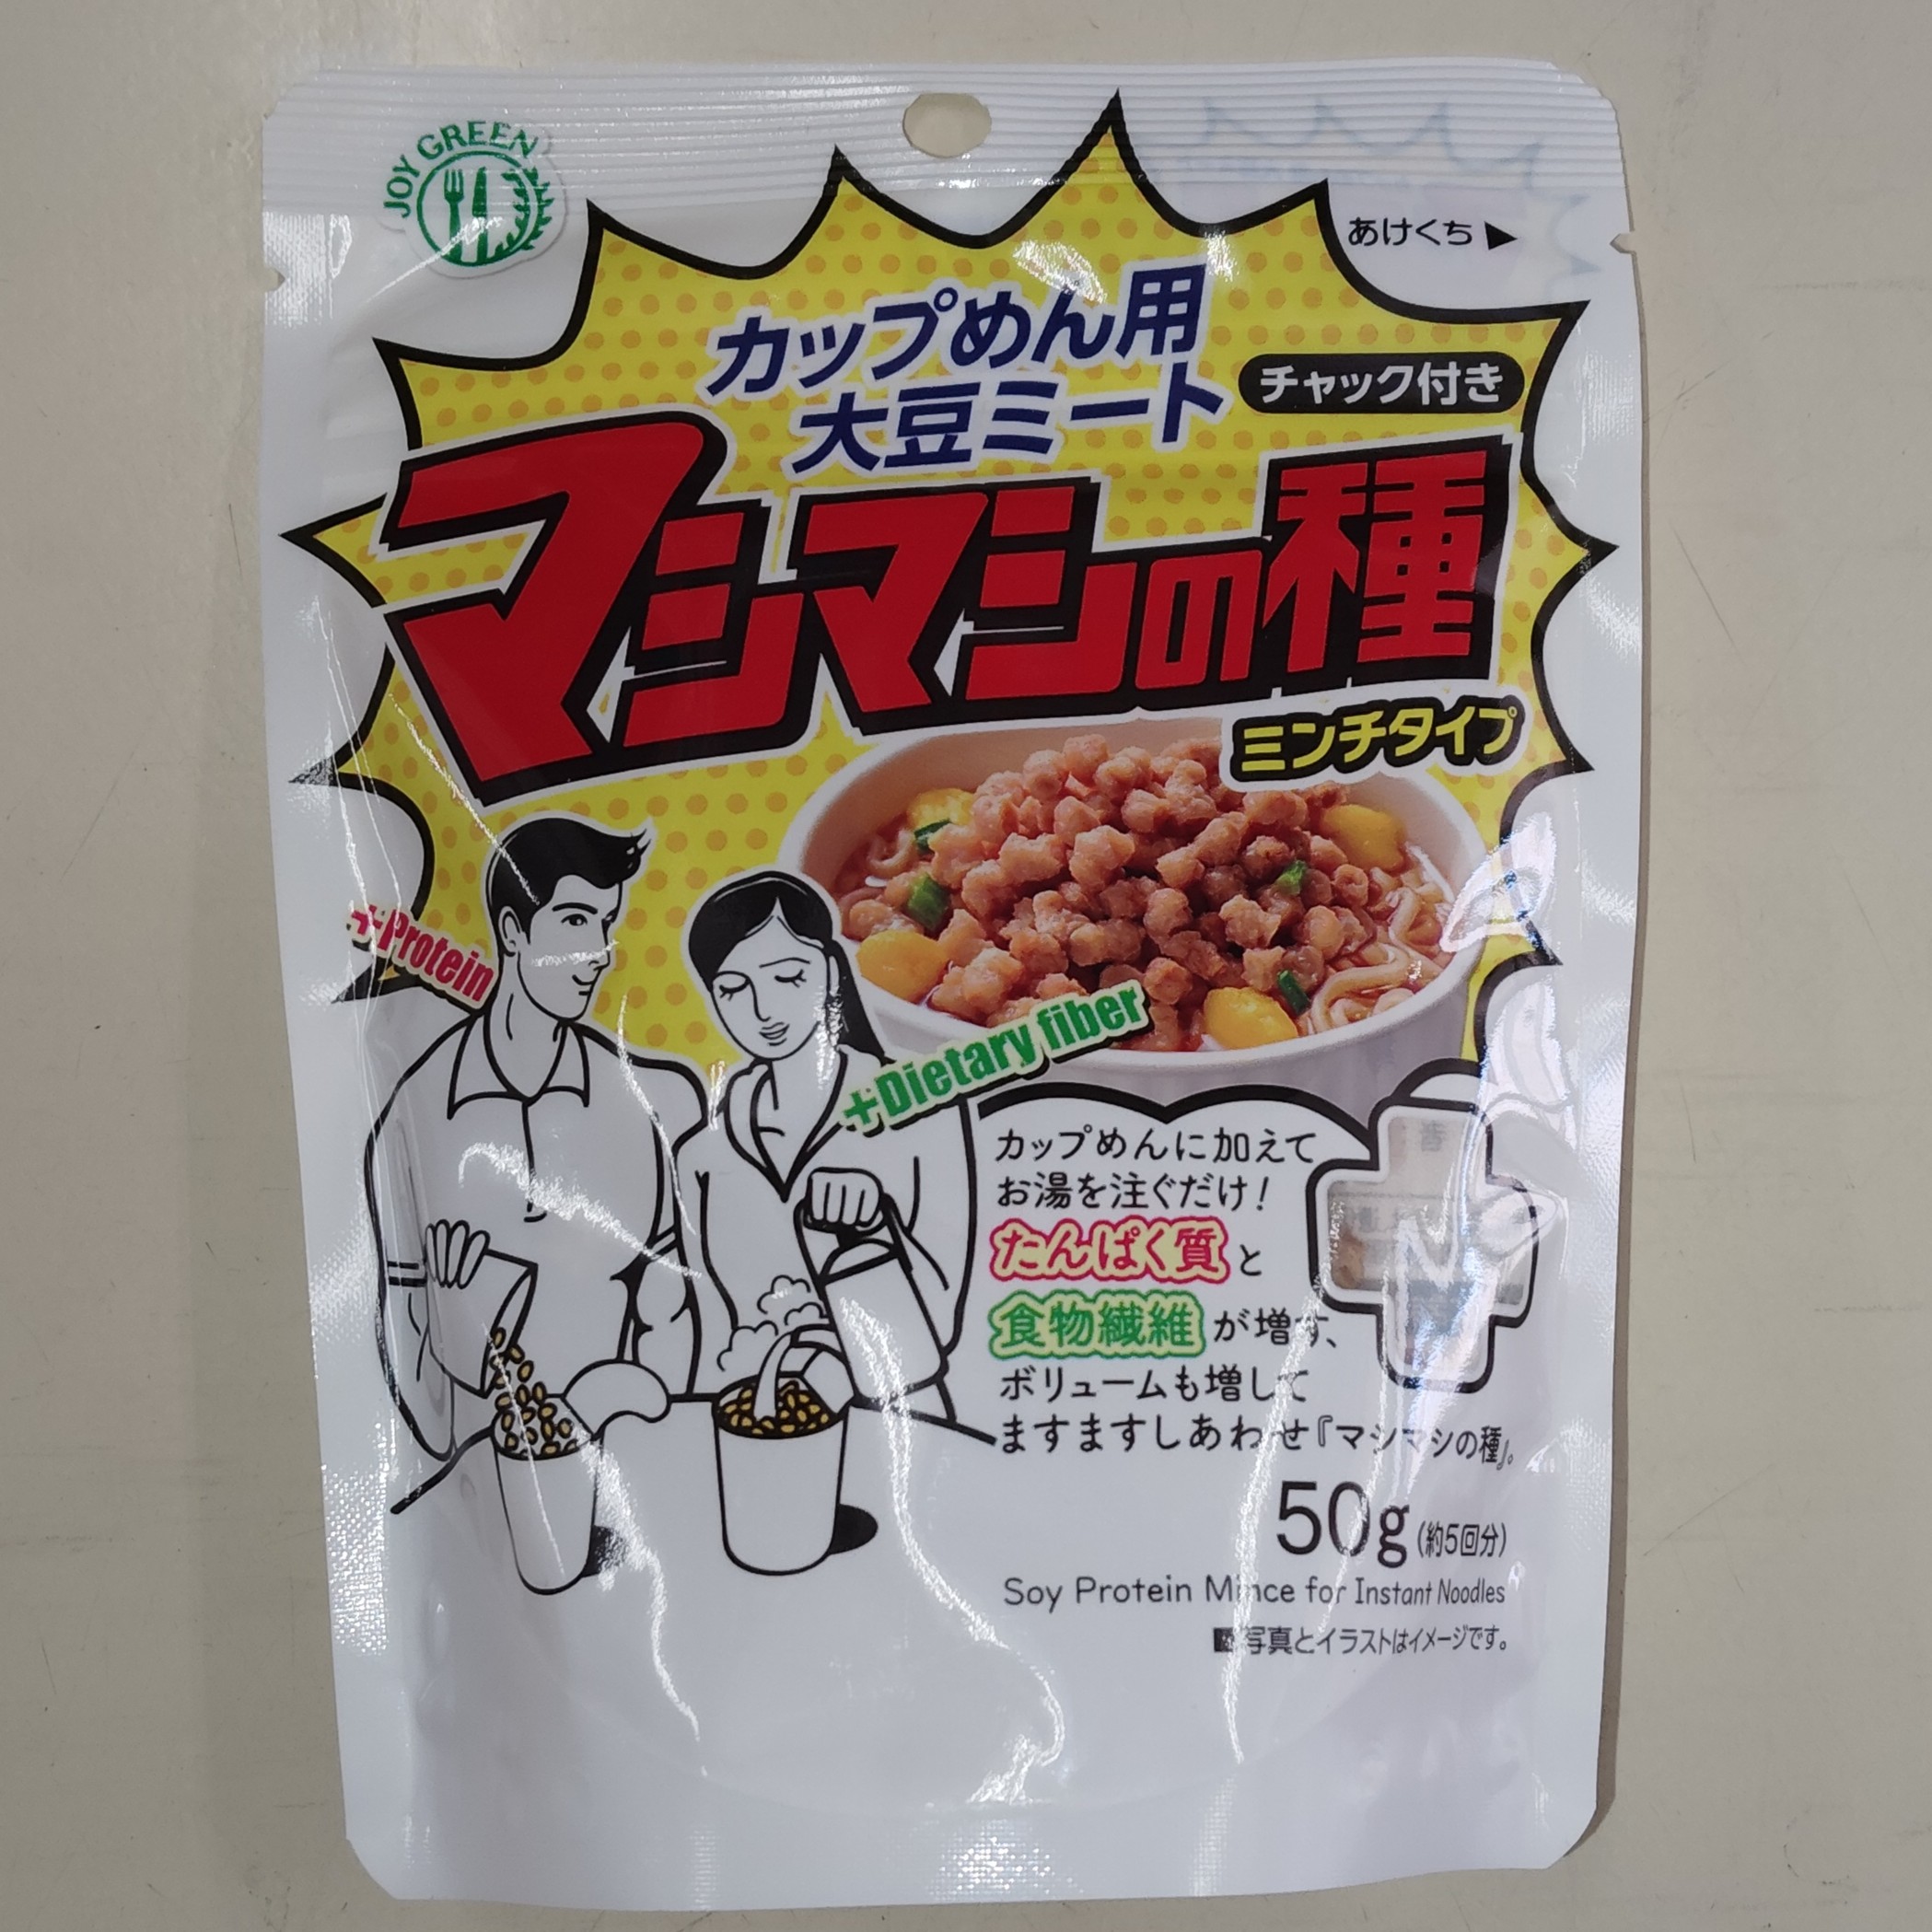 JOY GREEN
あけくち▶
カップめん用
大豆ミート
チャック付き
マシマシの種
ミンチタイプ
+Protein
+Dietary fiber
カップめんに加えて
お湯を注ぐだけ!
たんぱく質と
食物繊維が増す、
ボリュームも増して
ますますしあわせ『マシマシの種』。
50g(約5回分)
Soy Protein Mince for Instant Noodles
写真とイラストはイメージです。